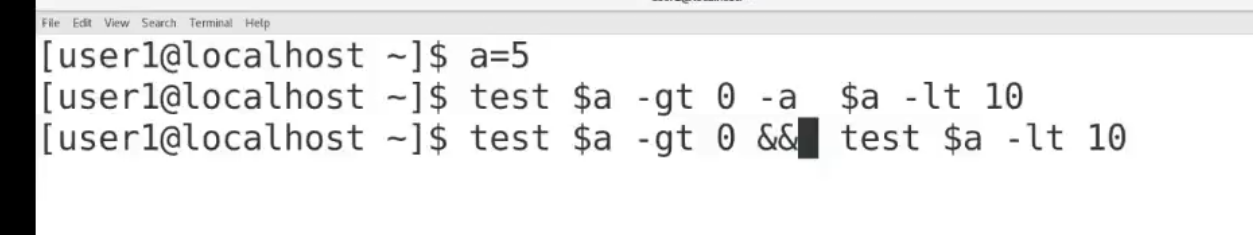 File Edit View Search Terminal Help
[user1@localhost ~]$ a=5
[user1@localhost ~]$ test $a -gt 0 -a  $a -lt 10
[user1@localhost ~]$ test $a -gt 0 && test $a -lt 10